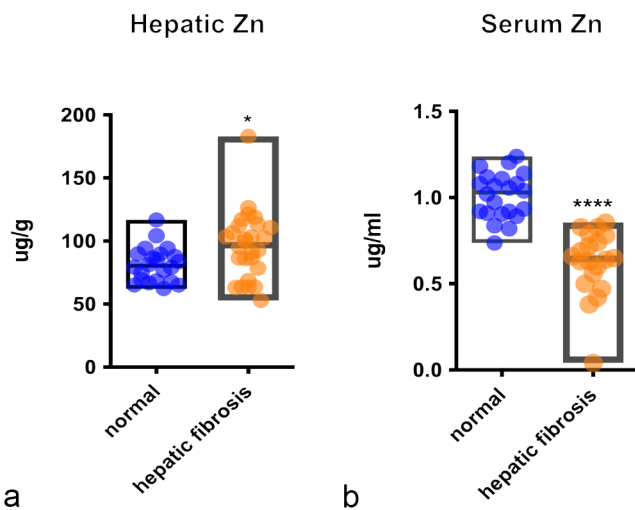 Hepatic Zn
*
200
150
100
50
0
ug/g
normal
hepatic fibrosis
a
Serum Zn
****
1.5
1.0
0.5
0.0
ug/ml
normal
hepatic fibrosis
b